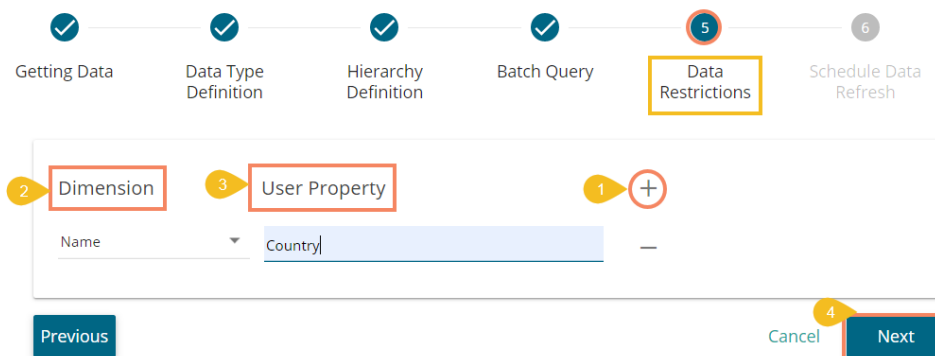 5
6
Getting Data
Data Type
Definition
Hierarchy
Definition
Batch Query
Data
Restrictions
Schedule Data
Refresh
2
Dimension
3
User Property
1
+
Name
Country
−
4
Previous
Cancel
Next